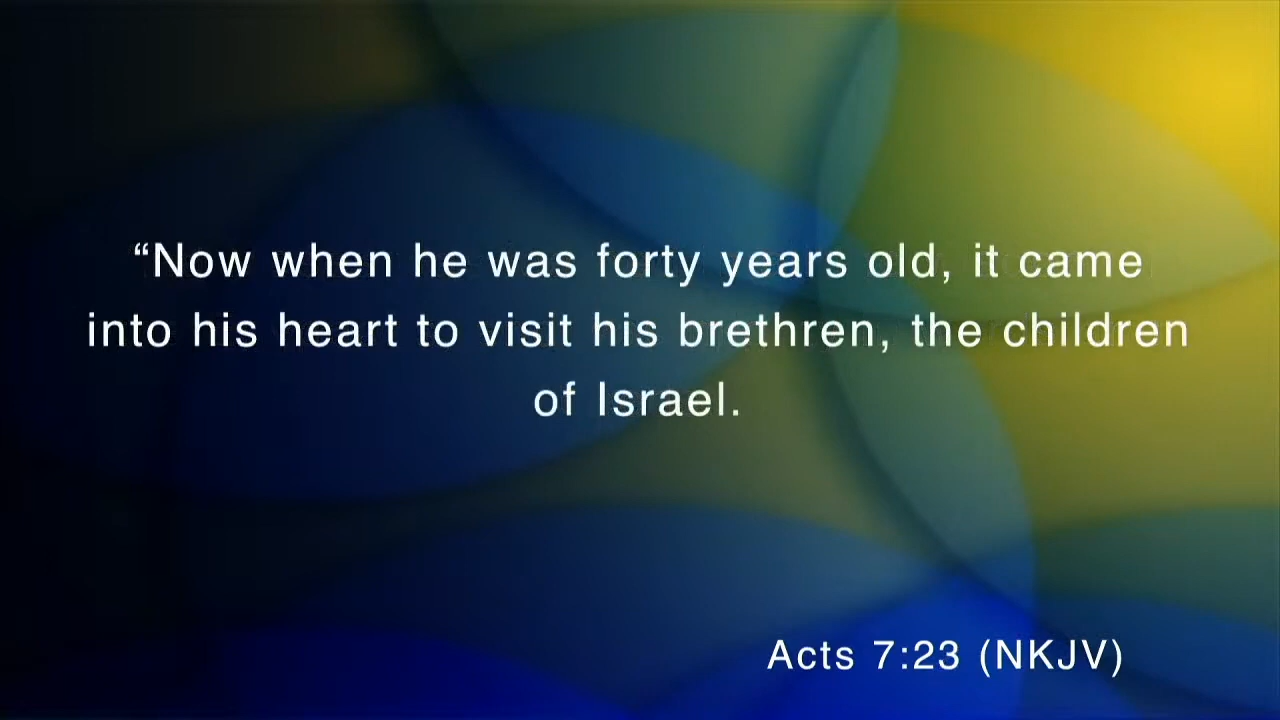 “Now when he was forty years old, it came
into his heart to visit his brethren, the children
of Israel.
Acts 7:23 (NKJV)